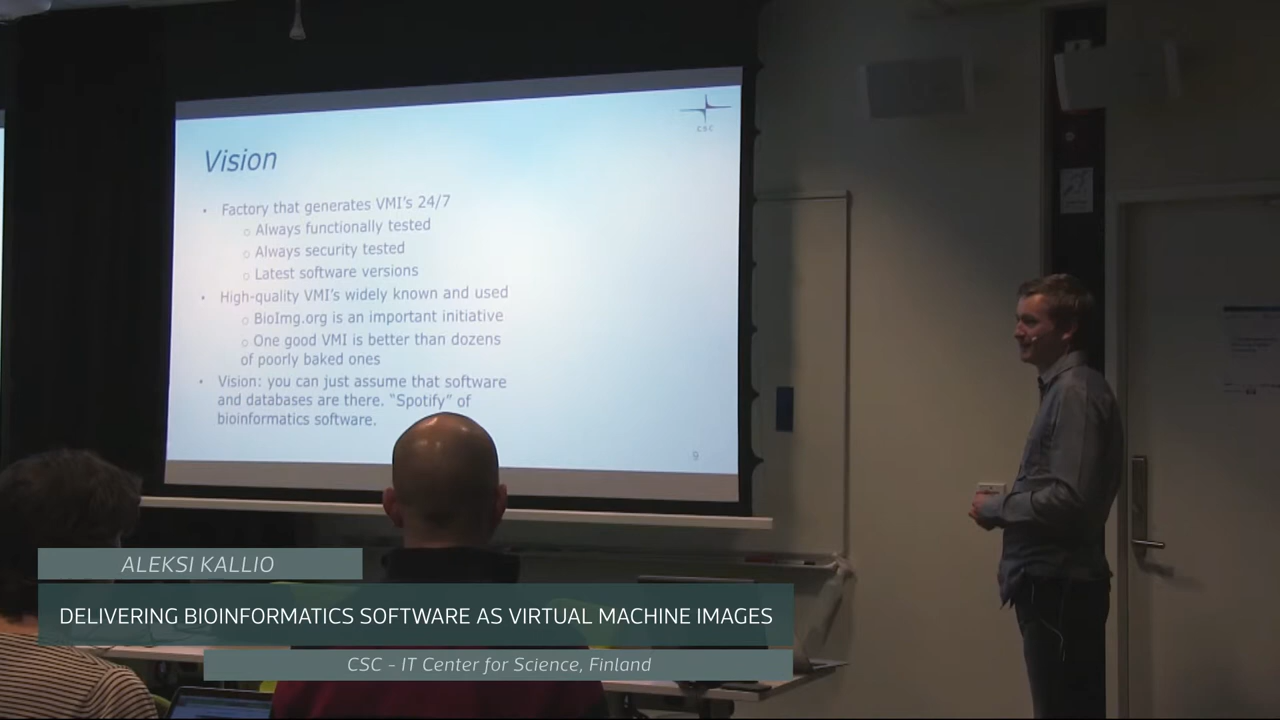 CSC
Vision
• Factory that generates VMI's 24/7
o Always functionally tested
o Always security tested
o Latest software versions
• High-quality VMI's widely known and used
o BioImg.org is an important initiative
o One good VMI is better than dozens
of poorly baked ones
• Vision: you can just assume that software
and databases are there. "Spotify" of
bioinformatics software.
9
ALEKSI KALLIO
DELIVERING BIOINFORMATICS SOFTWARE AS VIRTUAL MACHINE IMAGES
CSC - IT Center for Science, Finland